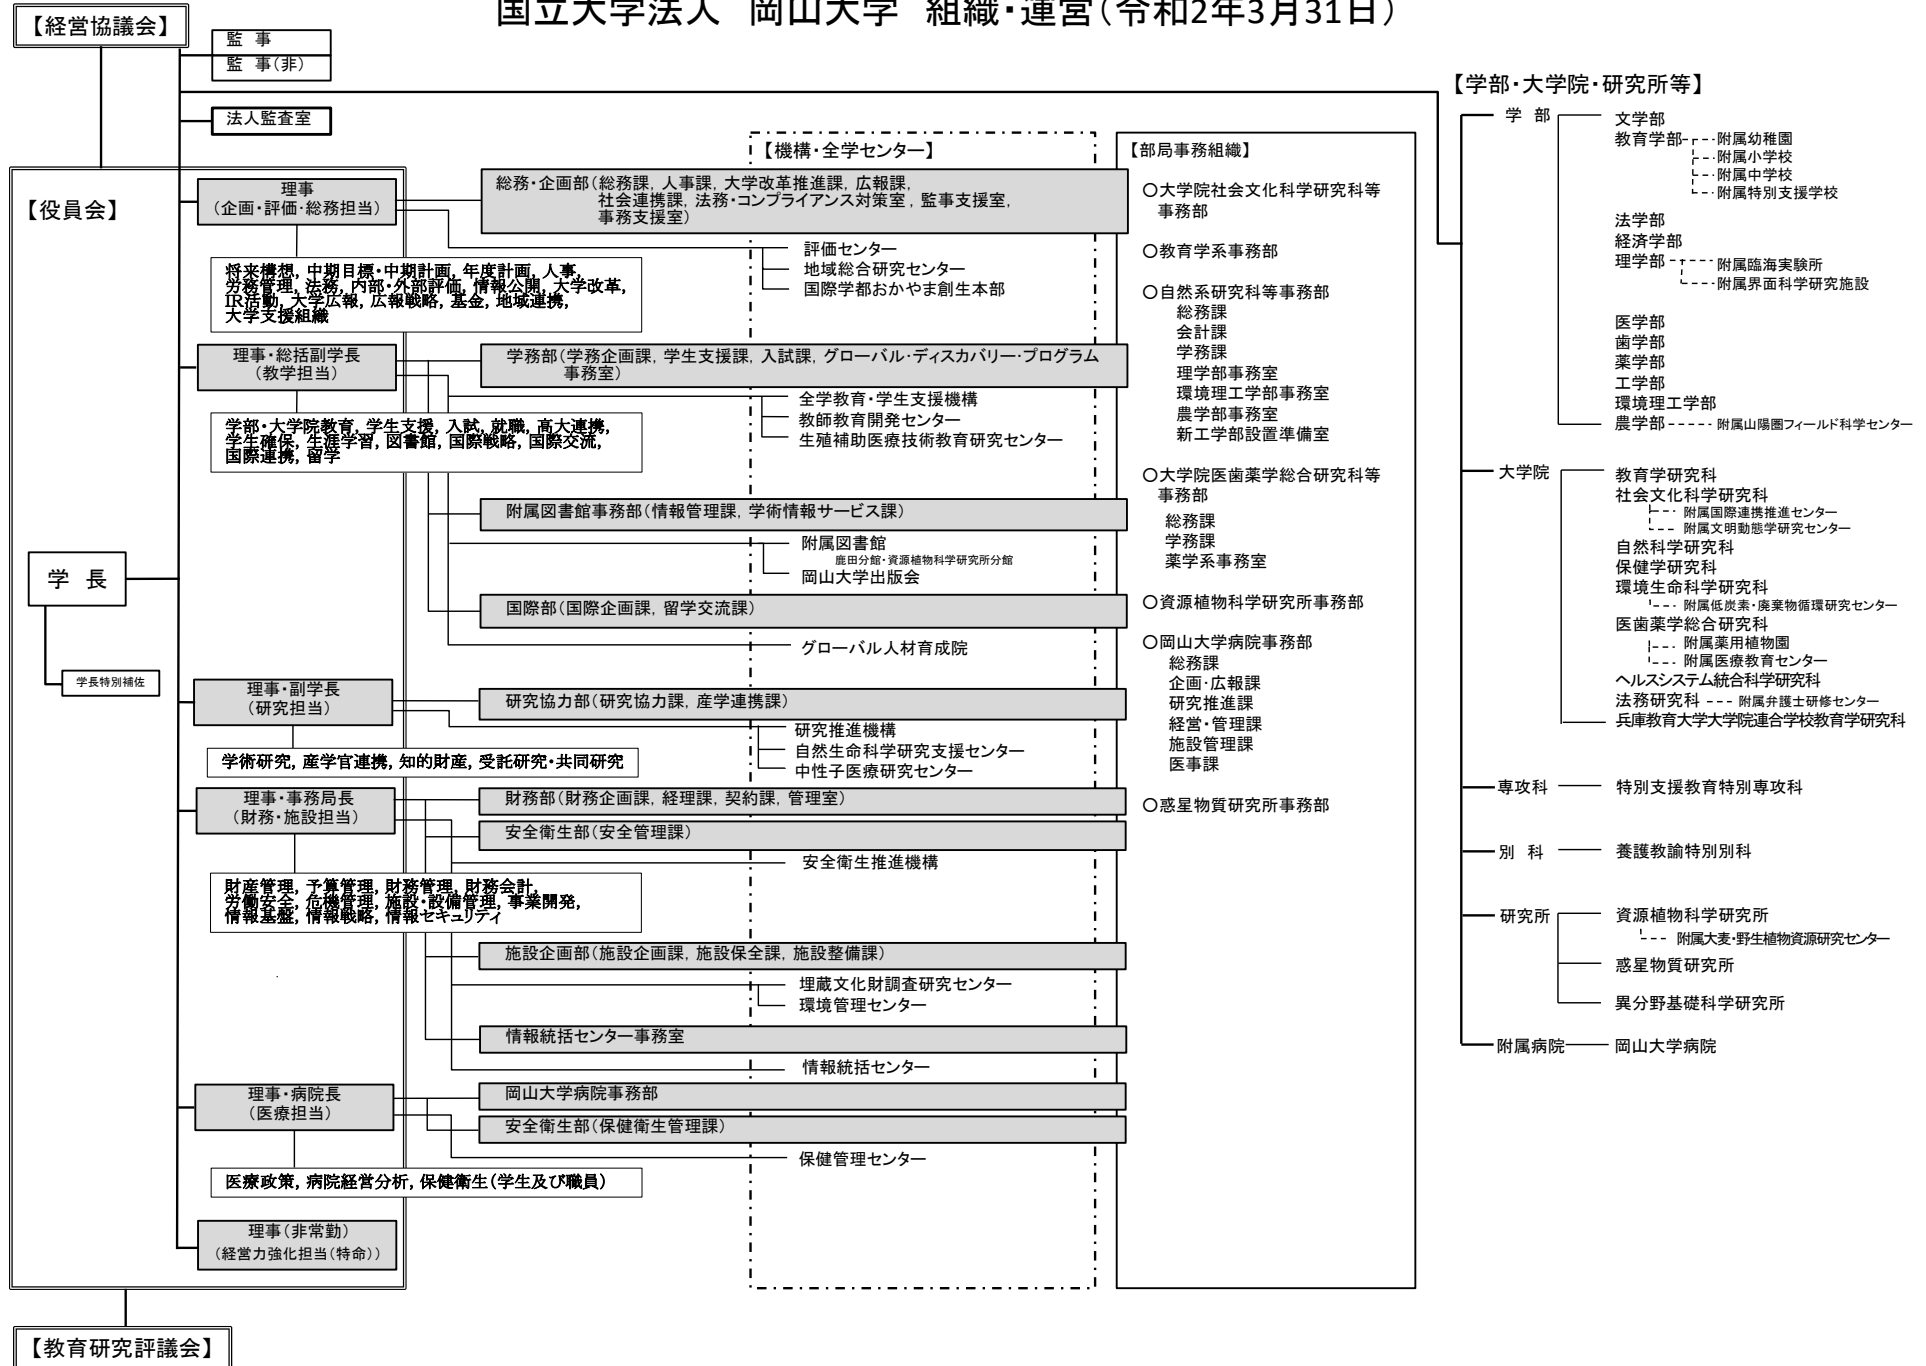 国立大学法人 岡山大学 組織・運営(令和2年3月31日)
【経営協議会】
監 事
監 事(非)
法人監査室
【役員会】
学 長
学長特別補佐
理事
(企画・評価・総務担当)
将来構想, 中期目標・中期計画, 年度計画, 人事,
労務管理, 法務, 内部・外部評価, 情報公開, 大学改革,
IR活動, 大学広報, 広報戦略, 基金, 地域連携,
大学支援組織
理事・総括副学長
(教学担当)
学部・大学院教育, 学生支援, 入試, 就職, 高大連携,
学生確保, 生涯学習, 図書館, 国際戦略, 国際交流,
国際連携, 留学
理事・副学長
(研究担当)
学術研究, 産学官連携, 知的財産, 受託研究・共同研究
理事・事務局長
(財務・施設担当)
財産管理, 予算管理, 財務管理, 財務会計,
労働安全, 危機管理, 施設・設備管理, 事業開発,
情報基盤, 情報戦略, 情報セキュリティ
理事・病院長
(医療担当)
医療政策, 病院経営分析, 保健衛生(学生及び職員)
理事(非常勤)
(経営力強化担当(特命))
【教育研究評議会】
【機構・全学センター】
総務・企画部(総務課, 人事課, 大学改革推進課, 広報課,
社会連携課, 法務・コンプライアンス対策室, 監事支援室,
事務支援室)
評価センター
地域総合研究センター
国際学都おかやま創生本部
学務部(学務企画課, 学生支援課, 入試課, グローバル・ディスカバリー・プログラム
事務室)
全学教育・学生支援機構
教師教育開発センター
生殖補助医療技術教育研究センター
附属図書館事務部(情報管理課, 学術情報サービス課)
附属図書館
鹿田分館・資源植物科学研究所分館
岡山大学出版会
国際部(国際企画課, 留学交流課)
グローバル人材育成院
研究協力部(研究協力課, 産学連携課)
研究推進機構
自然生命科学研究支援センター
中性子医療研究センター
財務部(財務企画課, 経理課, 契約課, 管理室)
安全衛生部(安全管理課)
安全衛生推進機構
施設企画部(施設企画課, 施設保全課, 施設整備課)
埋蔵文化財調査研究センター
環境管理センター
情報統括センター事務室
情報統括センター
岡山大学病院事務部
安全衛生部(保健衛生管理課)
保健管理センター
【部局事務組織】
○大学院社会文化科学研究科等
事務部
○教育学系事務部
○自然系研究科等事務部
総務課
会計課
学務課
理学部事務室
環境理工学部事務室
農学部事務室
新工学部設置準備室
○大学院医歯薬学総合研究科等
事務部
総務課
学務課
薬学系事務室
○資源植物科学研究所事務部
○岡山大学病院事務部
総務課
企画・広報課
研究推進課
経営・管理課
施設管理課
医事課
○惑星物質研究所事務部
【学部・大学院・研究所等】
学 部
文学部
教育学部
附属幼稚園
附属小学校
附属中学校
附属特別支援学校
法学部
経済学部
理学部
附属臨海実験所
附属界面科学研究施設
医学部
歯学部
薬学部
工学部
環境理工学部
農学部
附属山陽圏フィールド科学センター
大学院
教育学研究科
社会文化科学研究科
附属国際連携推進センター
附属文明動態学研究センター
自然科学研究科
保健学研究科
環境生命科学研究科
附属低炭素・廃棄物循環研究センター
医歯薬学総合研究科
附属薬用植物園
附属医療教育センター
ヘルスシステム統合科学研究科
法務研究科
附属弁護士研修センター
兵庫教育大学大学院連合学校教育学研究科
専攻科
特別支援教育特別専攻科
別 科
養護教諭特別別科
研究所
資源植物科学研究所
附属大麦・野生植物資源研究センター
惑星物質研究所
異分野基礎科学研究所
附属病院
岡山大学病院